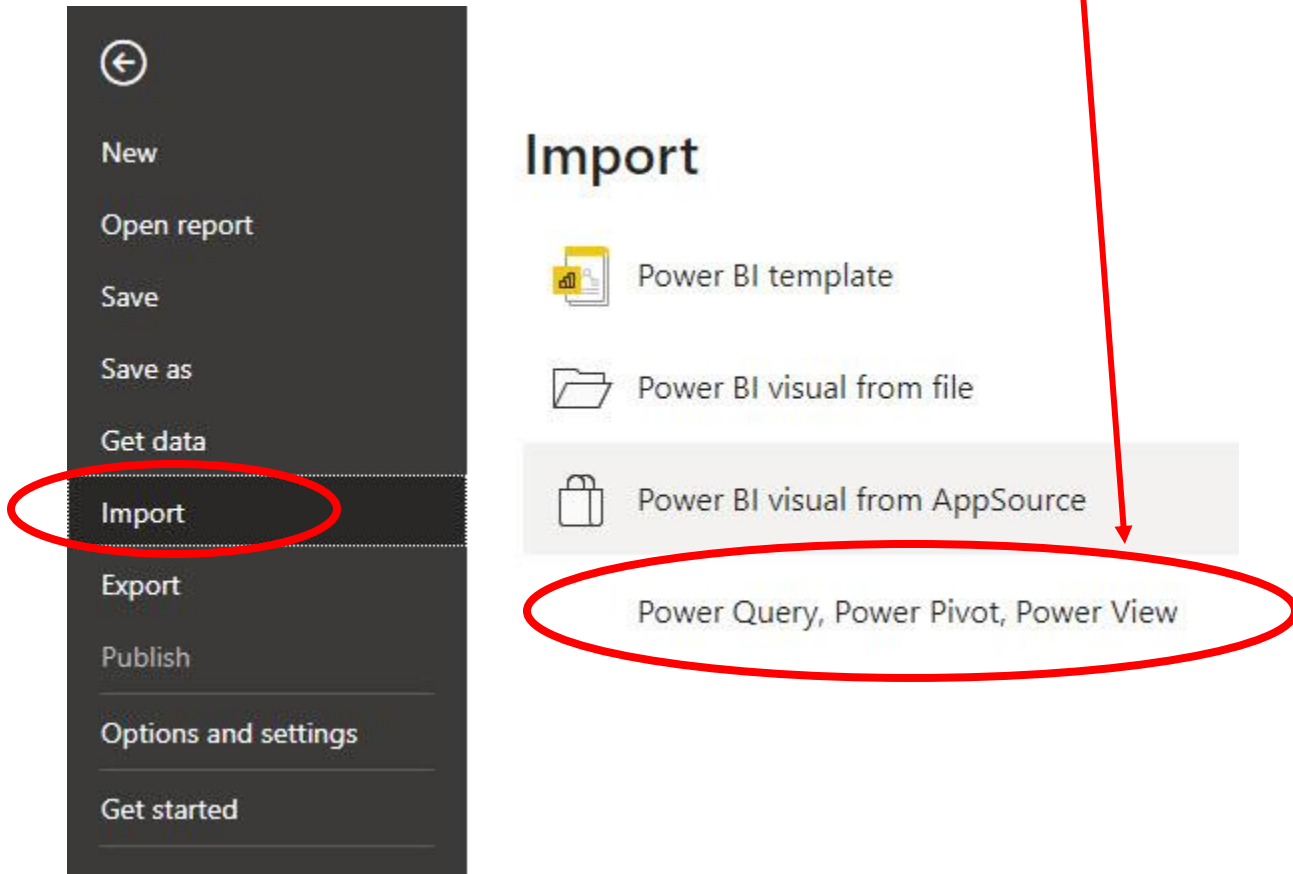 New
Open report
Save
Save as
Get data
Import
Export
Publish
Options and settings
Get started
Import
Power BI template
Power BI visual from file
Power BI visual from AppSource
Power Query, Power Pivot, Power View